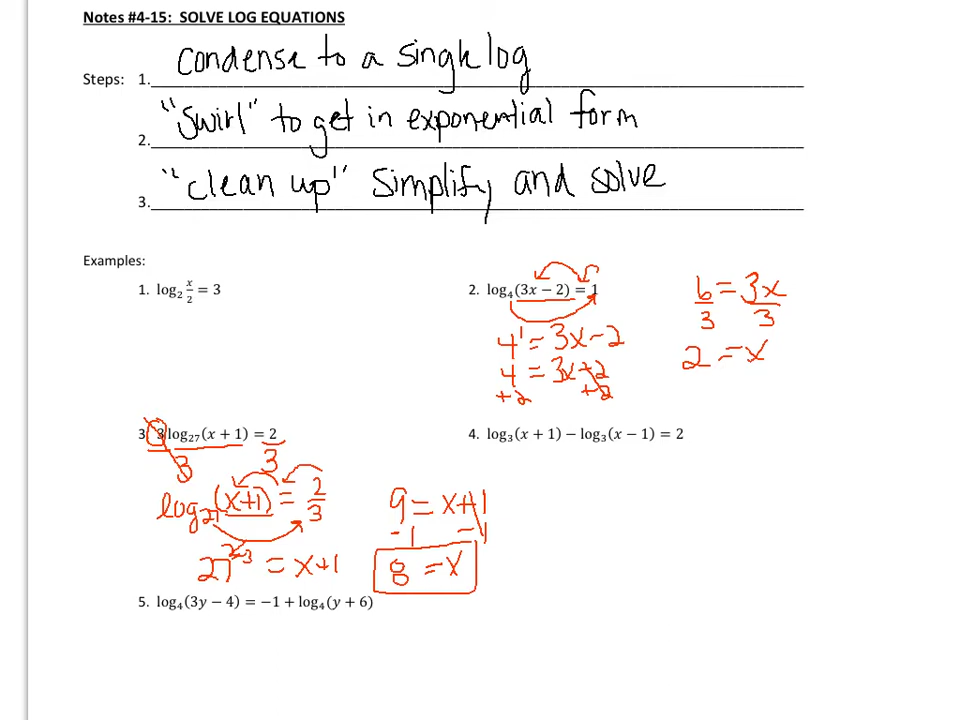 Notes #4-15: SOLVE LOG EQUATIONS
Steps: 1. condense to a single log
2. "swirl" to get in exponential form
3. "clean up" simplify and solve
Examples:
1. log₂ x/2 = 3
2. log₄(3x − 2) = 1
4¹ = 3x − 2
4 = 3x + 2
+2 +2
6/3 = 3x/3
2 = x
3. 3log₂₇(x + 1) = 2
3 3
log₂₇(x+1) = 2/3
27^2/3 = x+1
9 = x+1
-1 -1
8 = x
4. log₃(x + 1) − log₃(x − 1) = 2
5. log₄(3y − 4) = −1 + log₄(y + 6)